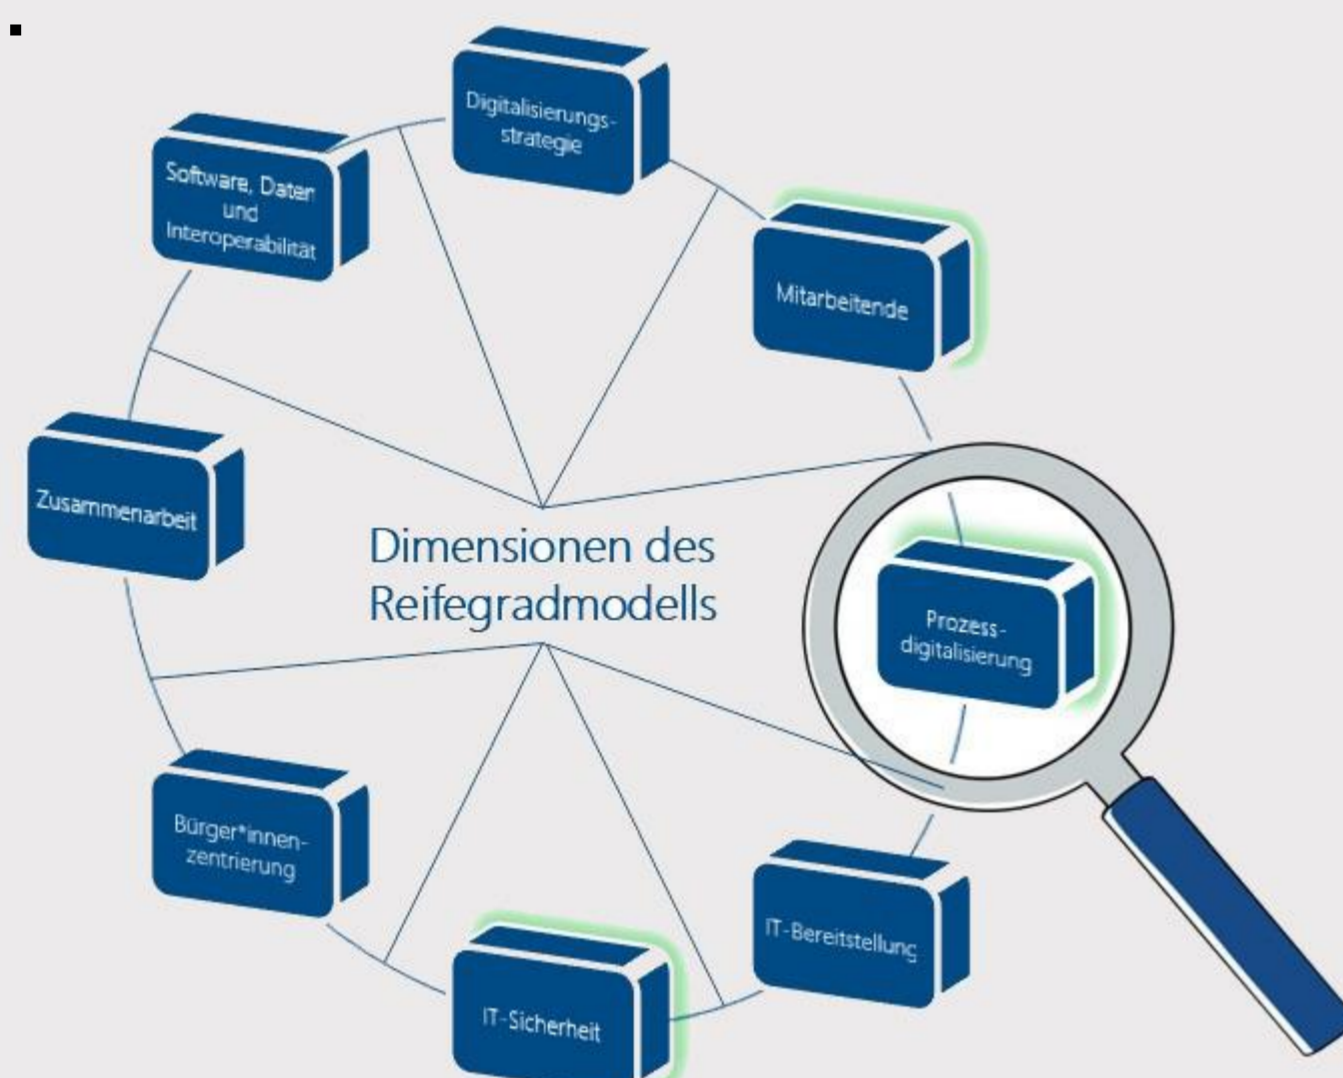 Digitalisierungs-
strategie
Software, Daten
und
Interoperabilität
Mitarbeitende
Zusammenarbeit
Dimensionen des
Reifegradmodells
Prozess-
digitalisierung
Bürger*innen-
zentrierung
IT-Bereitstellung
IT-Sicherheit